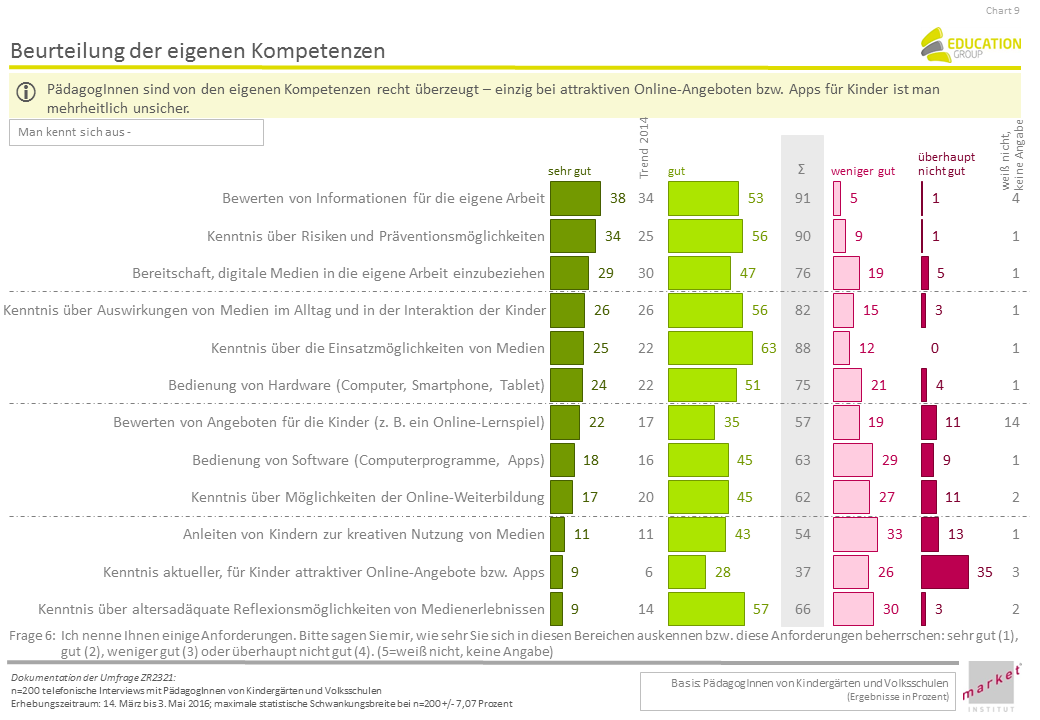 Chart 9
Beurteilung der eigenen Kompetenzen
EDUCATION
GROUP
PädagogInnen sind von den eigenen Kompetenzen recht überzeugt – einzig bei attraktiven Online-Angeboten bzw. Apps für Kinder ist man
mehrheitlich unsicher.
Man kennt sich aus -
sehr gut Trend 2014 gut Σ weniger gut überhaupt nicht gut weiß nicht, keine Angabe
Bewerten von Informationen für die eigene Arbeit 38 34 53 91 5 1 4
Kenntnis über Risiken und Präventionsmöglichkeiten 34 25 56 90 9 1 1
Bereitschaft, digitale Medien in die eigene Arbeit einzubeziehen 29 30 47 76 19 5 1
Kenntnis über Auswirkungen von Medien im Alltag und in der Interaktion der Kinder 26 26 56 82 15 3 1
Kenntnis über die Einsatzmöglichkeiten von Medien 25 22 63 88 12 0 1
Bedienung von Hardware (Computer, Smartphone, Tablet) 24 22 51 75 21 4 1
Bewerten von Angeboten für die Kinder (z. B. ein Online-Lernspiel) 22 17 35 57 19 11 14
Bedienung von Software (Computerprogramme, Apps) 18 16 45 63 29 9 1
Kenntnis über Möglichkeiten der Online-Weiterbildung 17 20 45 62 27 11 2
Anleiten von Kindern zur kreativen Nutzung von Medien 11 11 43 54 33 13 1
Kenntnis aktueller, für Kinder attraktiver Online-Angebote bzw. Apps 9 6 28 37 26 35 3
Kenntnis über altersadäquate Reflexionsmöglichkeiten von Medienerlebnissen 9 14 57 66 30 3 2
Frage 6: Ich nenne Ihnen einige Anforderungen. Bitte sagen Sie mir, wie sehr Sie sich in diesen Bereichen auskennen bzw. diese Anforderungen beherrschen: sehr gut (1),
gut (2), weniger gut (3) oder überhaupt nicht gut (4). (5=weiß nicht, keine Angabe)
Dokumentation der Umfrage ZR2321:
n=200 telefonische Interviews mit PädagogInnen von Kindergärten und Volksschulen
Erhebungszeitraum: 14. März bis 3. Mai 2016; maximale statistische Schwankungsbreite bei n=200 +/- 7,07 Prozent
Basis: PädagogInnen von Kindergärten und Volksschulen
(Ergebnisse in Prozent)
market
INSTITUT